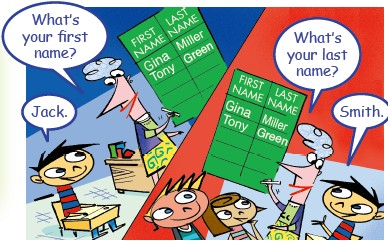 What's
your first
name?
Jack.
FIRST NAME LAST NAME
Gina Miller
Tony Green
What's
your last
name?
Smith.
FIRST NAME LAST NAME
Gina Miller
Tony Green